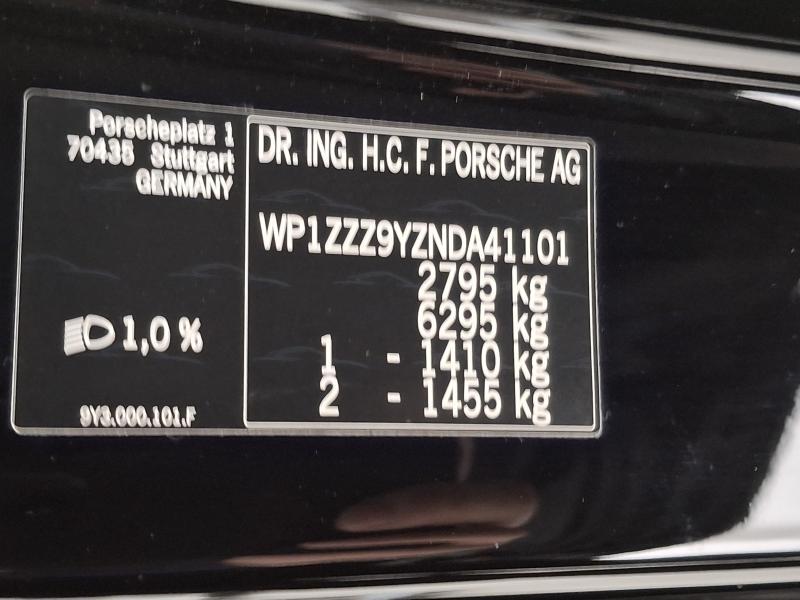 Porscheplatz 1
70435 Stuttgart
GERMANY
1,0 %
9Y3.000.101.F
DR. ING. H.C. F. PORSCHE AG
WP1ZZZ9YZNDA41101
2795 kg
6295 kg
1 - 1410 kg
2 - 1455 kg